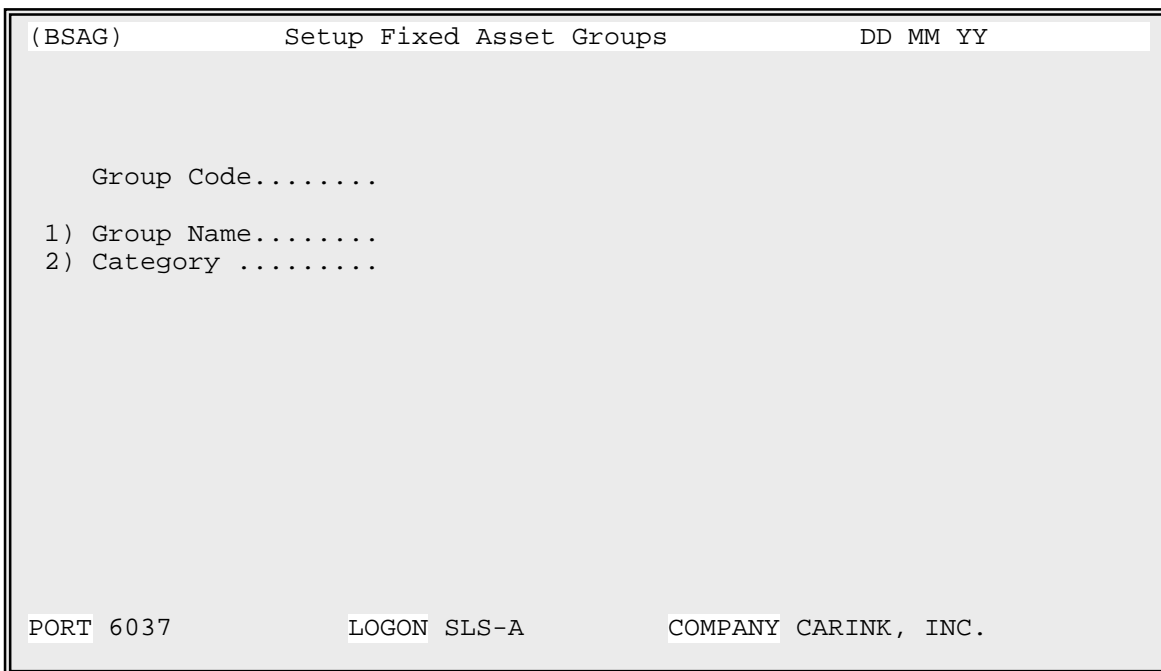 (BSAG) Setup Fixed Asset Groups DD MM YY
Group Code........
1) Group Name........
2) Category .........
PORT 6037 LOGON SLS-A COMPANY CARINK, INC.